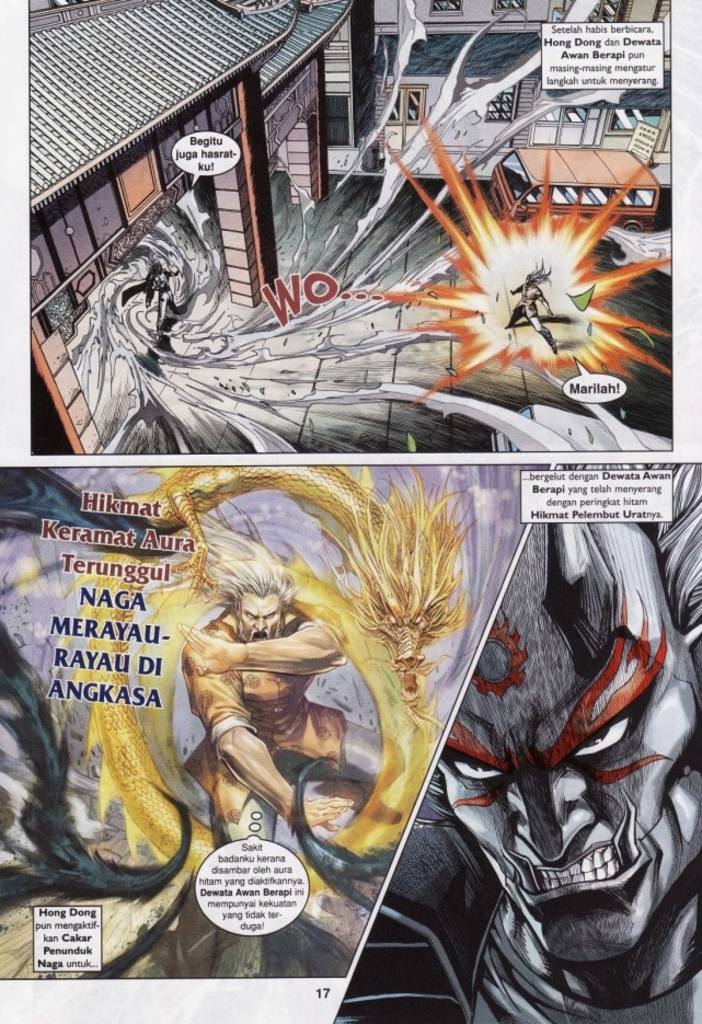 Setelah habis berbicara,
Hong Dong dan Dewata
Awan Berapi pun
masing-masing mengatur
langkah untuk menyerang.
Begitu
juga hasrat-
ku!
WO...
Marilah!
Hikmat
Keramat Aura
Terunggul
NAGA
MERAYAU-
RAYAU DI
ANGKASA
Sakit
badanku kerana
disambar oleh aura
hitam yang diaktifkannya.
Dewata Awan Berapi ini
mempunyai kekuatan
yang tidak ter-
duga!
Hong Dong
pun mengaktif-
kan Cakar
Penunduk
Naga untuk...
...bergelut dengan Dewata Awan
Berapi yang telah menyerang
dengan peringkat hitam
Hikmat Pelembut Uratnya.
17